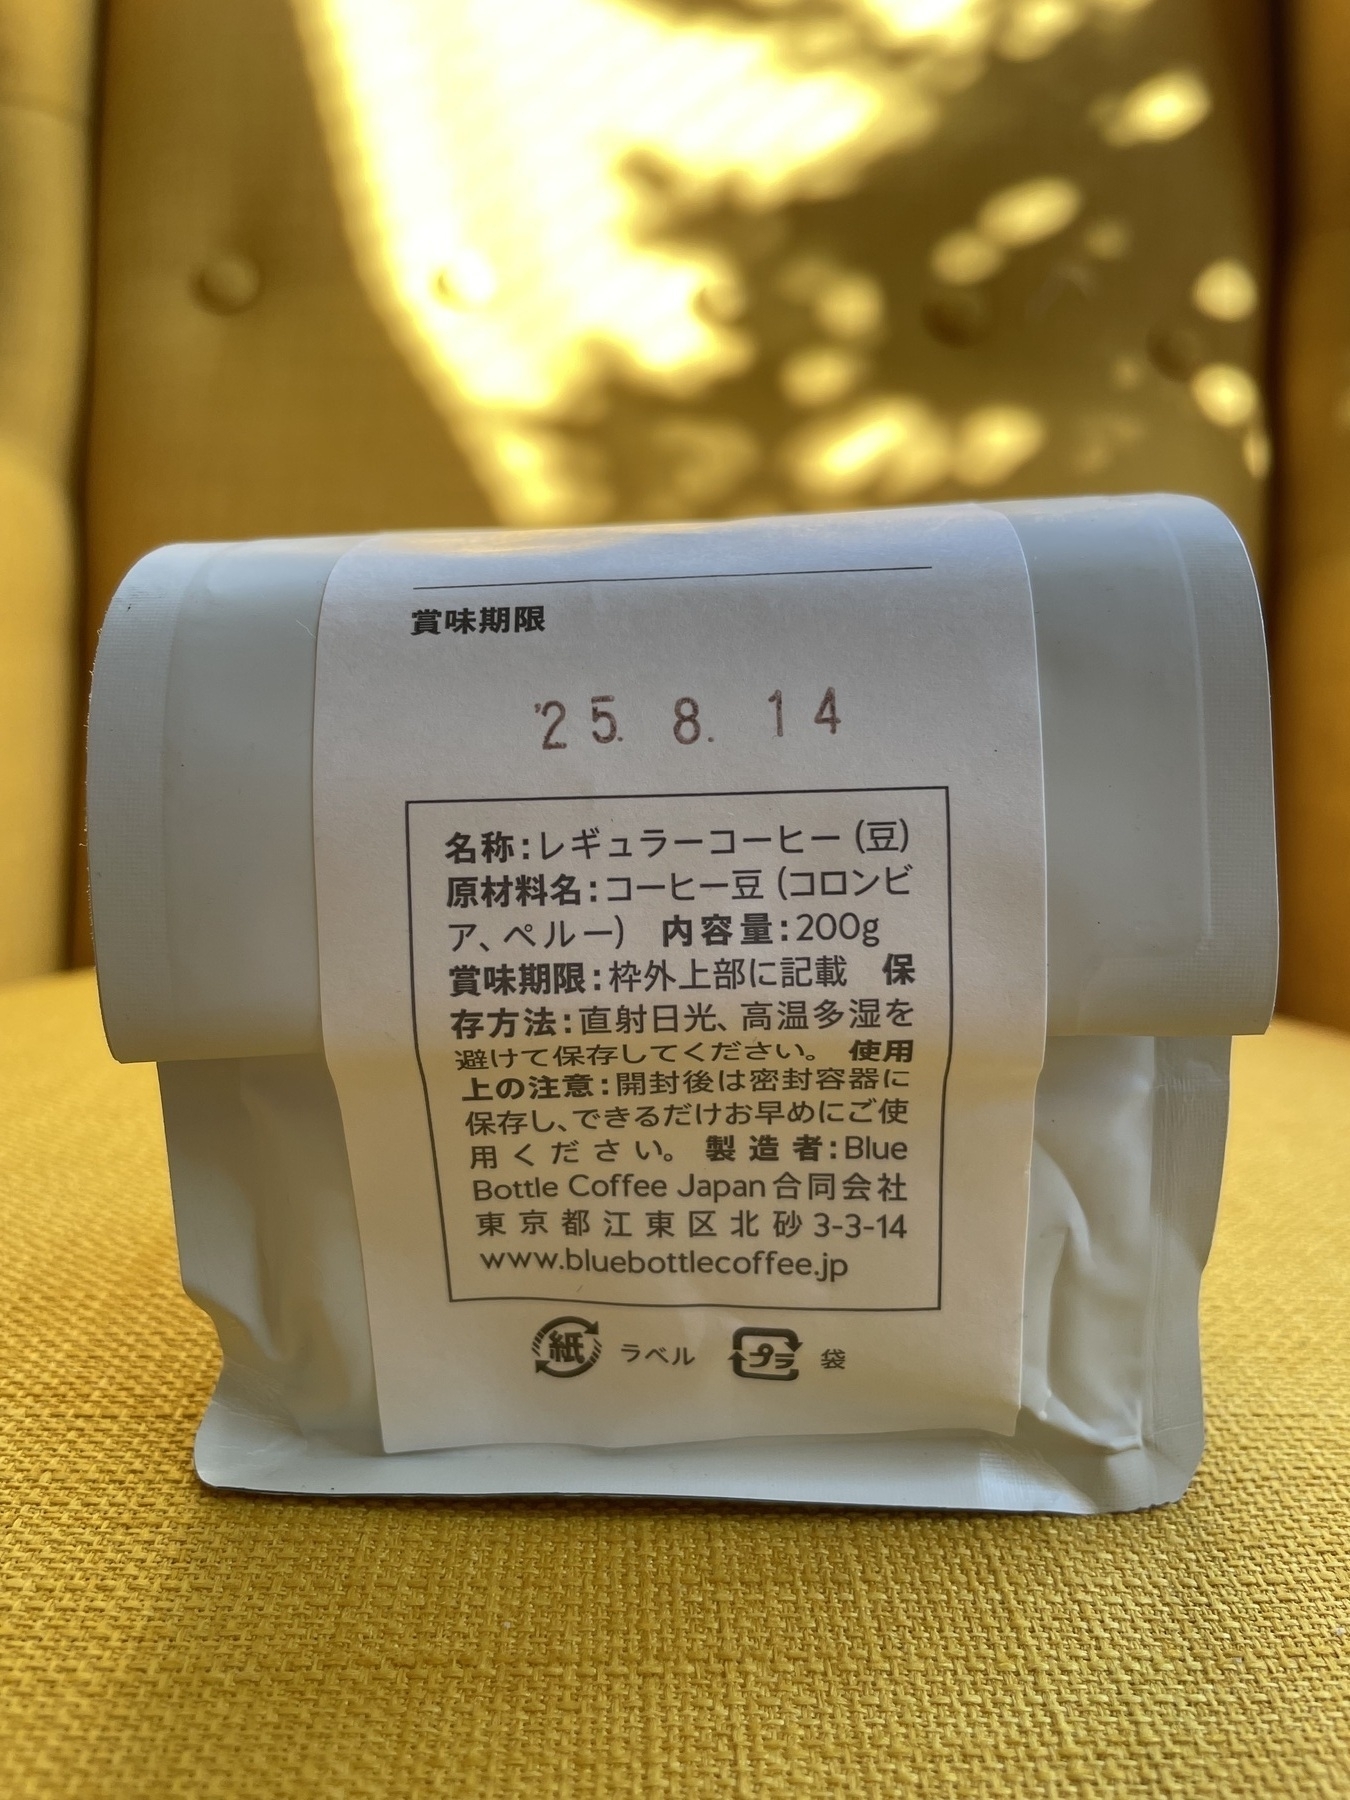 賞味期限
'25. 8. 14
名称:レギュラーコーヒー (豆)
原材料名:コーヒー豆 (コロンビ
ア、ペルー) 内容量:200g
賞味期限:枠外上部に記載 保
存方法:直射日光、高温多湿を
避けて保存してください。 使用
上の注意:開封後は密封容器に
保存し、できるだけお早めにご使
用ください。 製造者:Blue
Bottle Coffee Japan合同会社
東京都江東区北砂3-3-14
www.bluebottlecoffee.jp
紙 ラベル プラ 袋